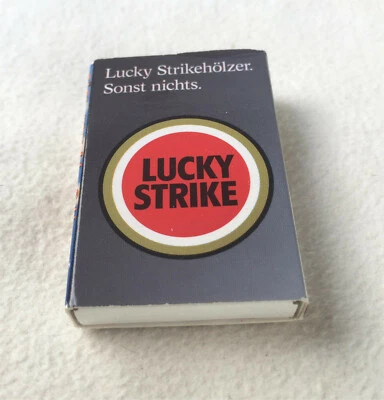 Lucky Strikehölzer.
Sonst nichts.
LUCKY
STRIKE